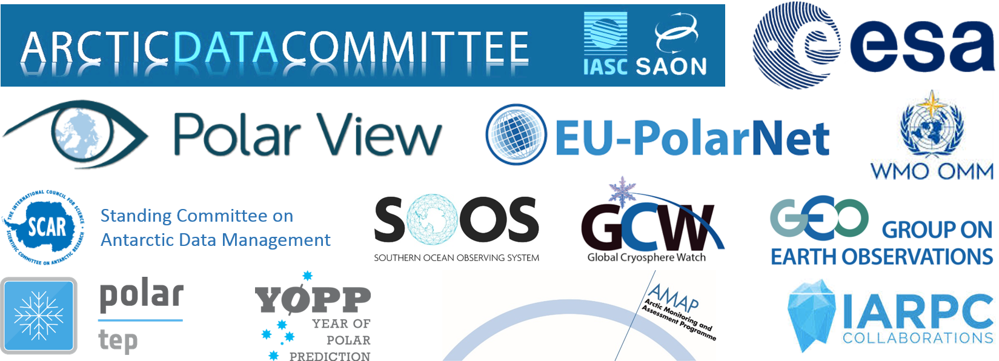 ARCTICDATACOMMITTEE
IASC SAON
esa
Polar View
EU-PolarNet
WMO OMM
THE INTERNATIONAL COUNCIL FOR SCIENCE
SCAR
SCIENTIFIC COMMITTEE ON ANTARCTIC RESEARCH
Standing Committee on
Antarctic Data Management
SOOS
SOUTHERN OCEAN OBSERVING SYSTEM
GCW
Global Cryosphere Watch
GEO
GROUP ON
EARTH OBSERVATIONS
polar
tep
YOPP
YEAR OF
POLAR
PREDICTION
AMAP
Arctic Monitoring and
Assessment Programme
IARPC
COLLABORATIONS